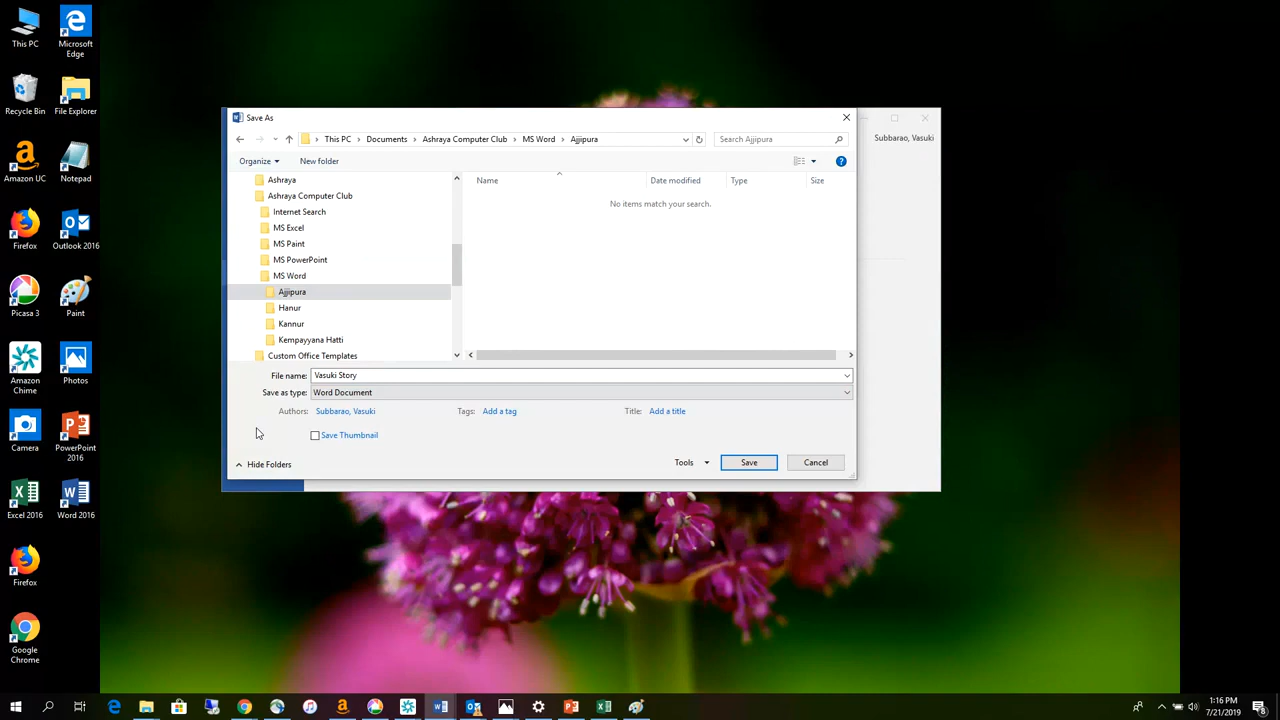 This PC
Microsoft
Edge
Recycle Bin
File Explorer
Amazon UC
Notepad
Firefox
Outlook 2016
Picasa 3
Paint
Amazon
Chime
Photos
Camera
PowerPoint
2016
Excel 2016
Word 2016
Firefox
Google
Chrome
Save As
This PC > Documents > Ashraya Computer Club > MS Word > Ajjipura
Search Ajjipura
Subbarao, Vasuki
Organize
New folder
Ashraya
Ashraya Computer Club
Internet Search
MS Excel
MS Paint
MS PowerPoint
MS Word
Ajjipura
Hanur
Kannur
Kempayyana Hatti
Custom Office Templates
Name
Date modified
Type
Size
No items match your search.
File name: Vasuki Story
Save as type: Word Document
Authors: Subbarao, Vasuki
Tags: Add a tag
Title: Add a title
Save Thumbnail
Hide Folders
Tools
Save
Cancel
1:16 PM
7/21/2019